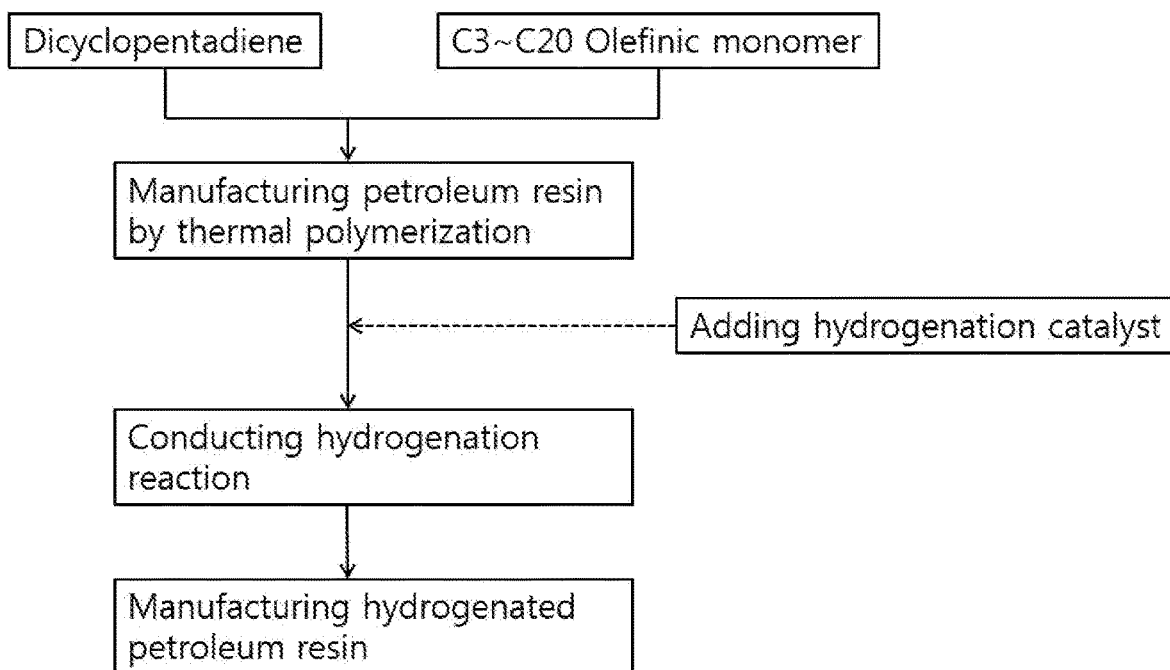 Dicyclopentadiene
C3~C20 Olefinic monomer
Manufacturing petroleum resin
by thermal polymerization
Adding hydrogenation catalyst
Conducting hydrogenation
reaction
Manufacturing hydrogenated
petroleum resin